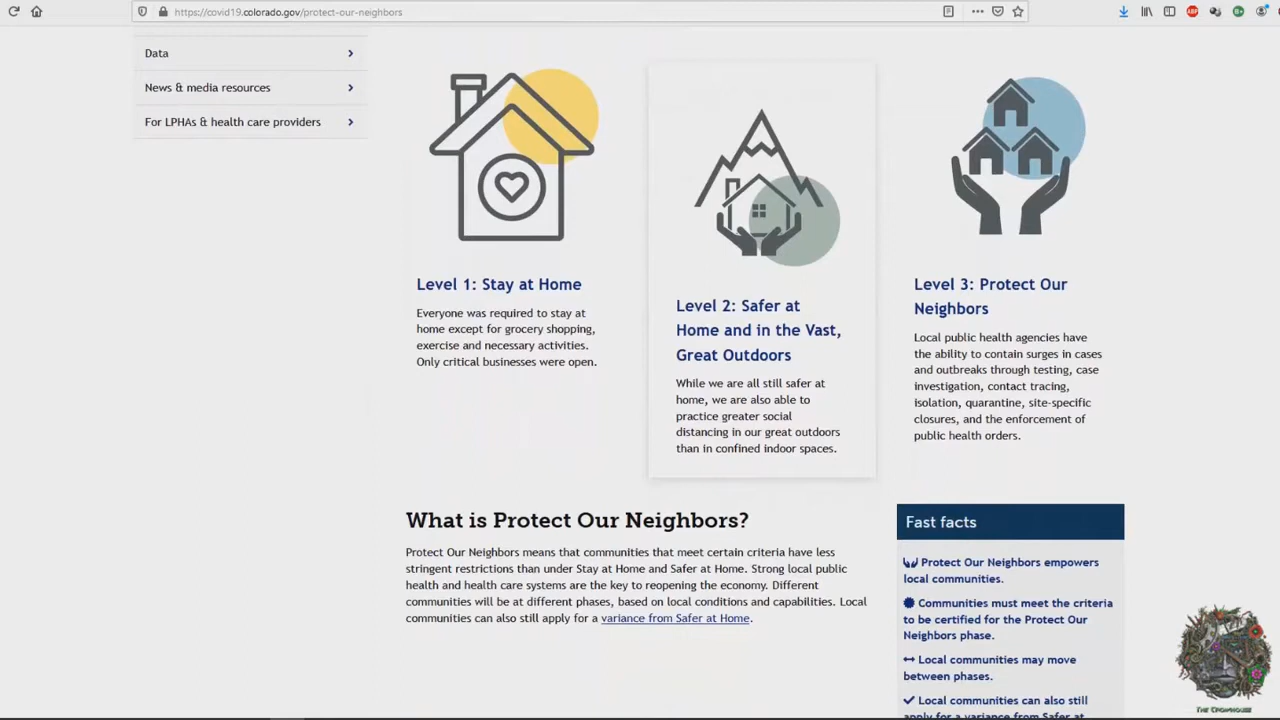 https://covid19.colorado.gov/protect-our-neighbors
Data
News & media resources
For LPHAs & health care providers
Level 1: Stay at Home
Everyone was required to stay at
home except for grocery shopping,
exercise and necessary activities.
Only critical businesses were open.
Level 2: Safer at
Home and in the Vast,
Great Outdoors
While we are all still safer at
home, we are also able to
practice greater social
distancing in our great outdoors
than in confined indoor spaces.
Level 3: Protect Our
Neighbors
Local public health agencies have
the ability to contain surges in cases
and outbreaks through testing, case
investigation, contact tracing,
isolation, quarantine, site-specific
closures, and the enforcement of
public health orders.
What is Protect Our Neighbors?
Protect Our Neighbors means that communities that meet certain criteria have less
stringent restrictions than under Stay at Home and Safer at Home. Strong local public
health and health care systems are the key to reopening the economy. Different
communities will be at different phases, based on local conditions and capabilities. Local
communities can also still apply for a variance from Safer at Home.
Fast facts
Protect Our Neighbors empowers
local communities.
Communities must meet the criteria
to be certified for the Protect Our
Neighbors phase.
Local communities may move
between phases.
Local communities can also still
apply for a variance from Safer at
ABP
The Crowhouse